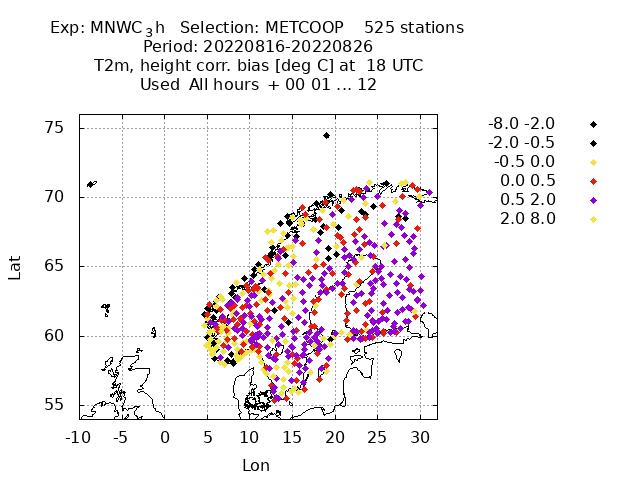 Exp: MNWC_3h   Selection: METCOOP    525 stations
Period: 20220816-20220826
T2m, height corr. bias [deg C] at  18 UTC
Used  All hours  + 00 01 ... 12
-8.0 -2.0
-2.0 -0.5
-0.5 0.0
0.0 0.5
0.5 2.0
2.0 8.0
75
70
65
60
55
Lat
-10 -5 0 5 10 15 20 25 30
Lon